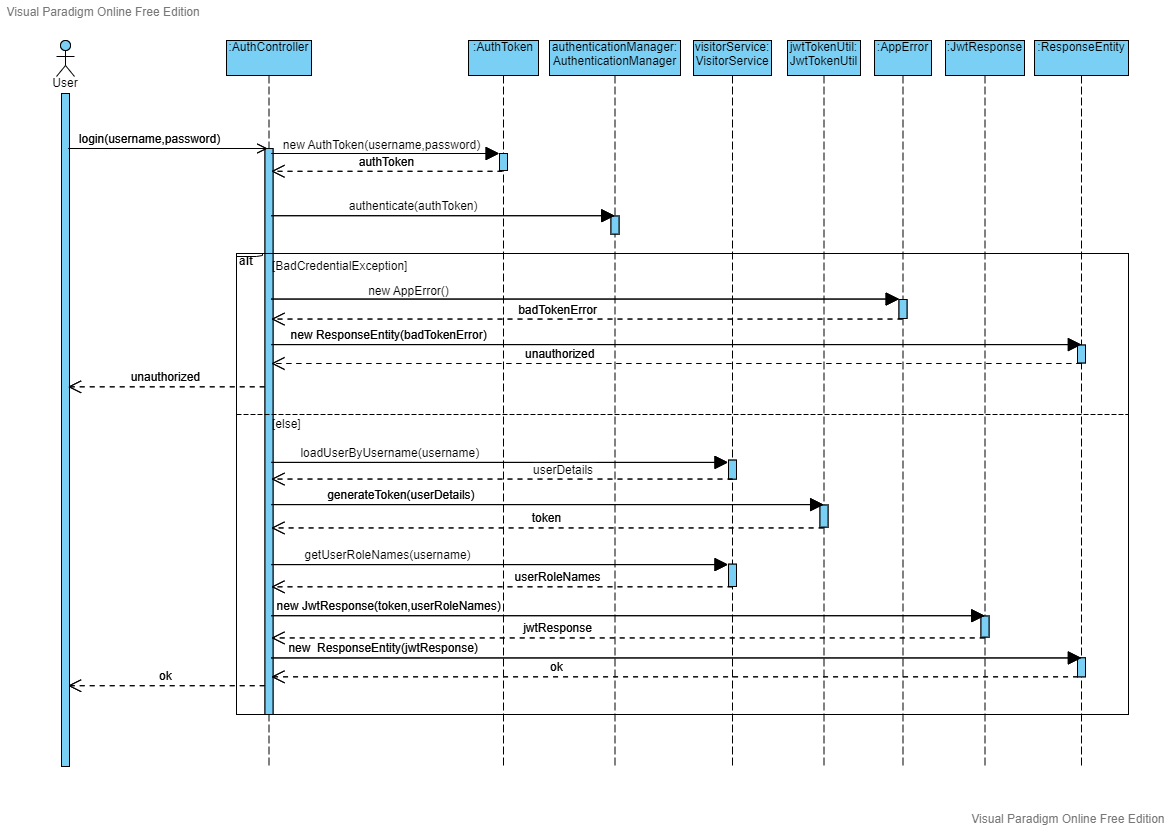 Visual Paradigm Online Free Edition
:AuthController
:AuthToken
authenticationManager:
AuthenticationManager
visitorService:
VisitorService
jwtTokenUtil:
JwtTokenUtil
:AppError
:JwtResponse
:ResponseEntity
User
login(username,password)
new AuthToken(username,password)
authToken
authenticate(authToken)
alt
[BadCredentialException]
new AppError()
badTokenError
new ResponseEntity(badTokenError)
unauthorized
unauthorized
[else]
loadUserByUsername(username)
userDetails
generateToken(userDetails)
token
getUserRoleNames(username)
userRoleNames
new JwtResponse(token,userRoleNames)
jwtResponse
new  ResponseEntity(jwtResponse)
ok
ok
Visual Paradigm Online Free Edition